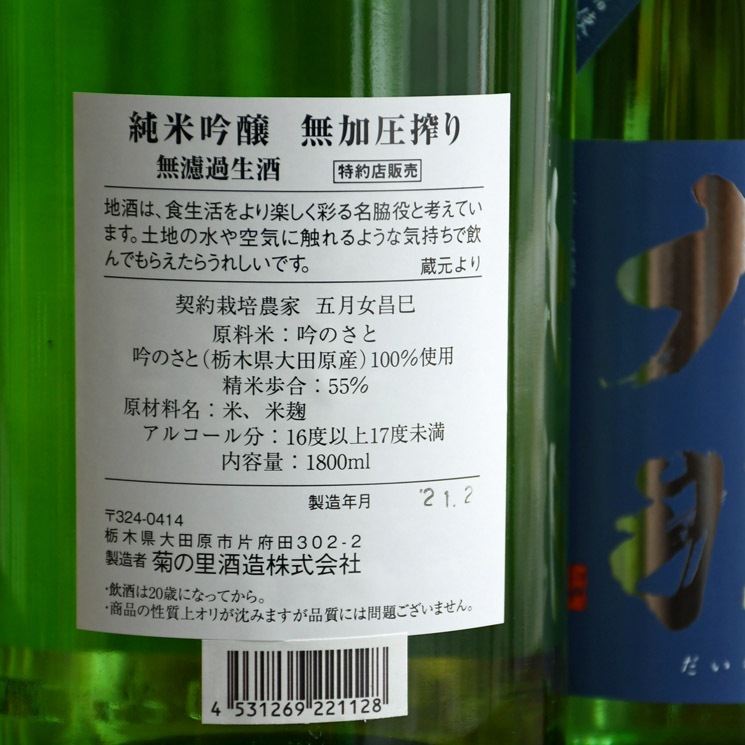 純米吟醸 無加圧搾り
無濾過生酒 特約店販売
地酒は、食生活をより楽しく彩る名脇役と考えてい
ます。土地の水や空気に触れるような気持ちで飲
んでもらえたらうれしいです。 蔵元より
契約栽培農家 五月女昌巳
原料米：吟のさと
吟のさと(栃木県大田原産)100%使用
精米歩合：55%
原材料名：米、米麹
アルコール分：16度以上17度未満
内容量：1800ml
製造年月 '21.2
〒324-0414
栃木県大田原市片府田302-2
製造者 菊の里酒造株式会社
・飲酒は20歳になってから。
・商品の性質上オリが沈みますが品質には問題ございません。
4 531269 221128
だい